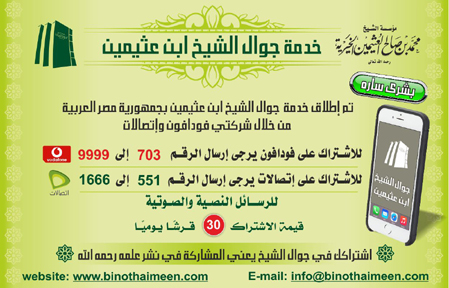 مؤسسة الشيخ
محمد بن صالح العثيمين الخيرية
رحمه الله تعالى
خدمة جوال الشيخ ابن عثيمين
بشرى ساره
تم إطلاق خدمة جوال الشيخ ابن عثيمين بجمهورية مصر العربية
من خلال شركتي فودافون وإتصالات
للاشتراك على فودافون يرجى إرسال الرقم 703 إلى 9999
vodafone
للاشتراك على إتصالات يرجى إرسال الرقم 551 إلى 1666
اتصالات
للرسائل النصية والصوتية
قيمة الاشتراك 30 قرشًا يوميًا
جوال الشيخ
ابن عثيمين
اشتراكك في جوال الشيخ يعني المشاركة في نشر علمه رحمه الله
website: www.binothaimeen.com E-mail: info@binothaimeen.com